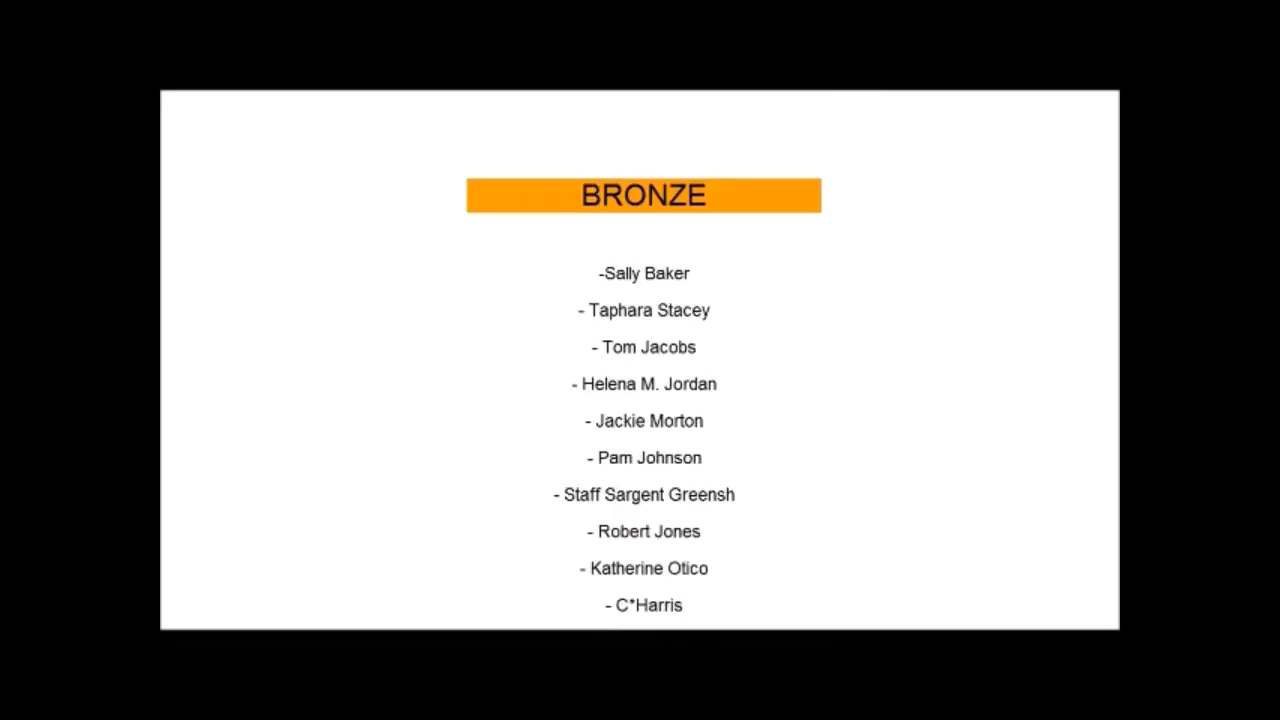 BRONZE
-Sally Baker
- Taphara Stacey
- Tom Jacobs
- Helena M. Jordan
- Jackie Morton
- Pam Johnson
- Staff Sargent Greensh
- Robert Jones
- Katherine Otico
- C*Harris